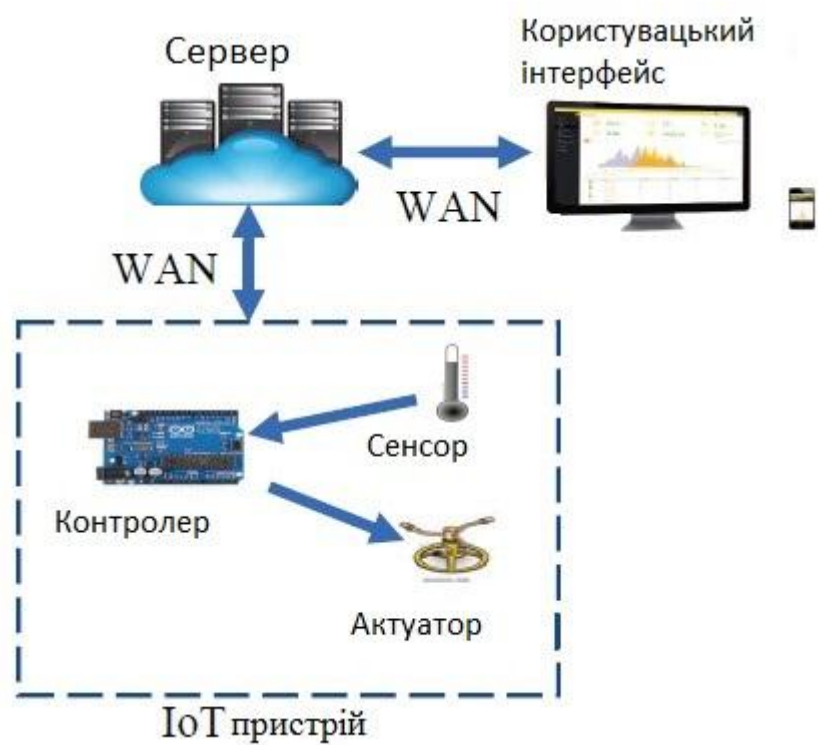 Сервер
Користувацький
інтерфейс
WAN
WAN
Сенсор
Контролер
Актуатор
IoT пристрій